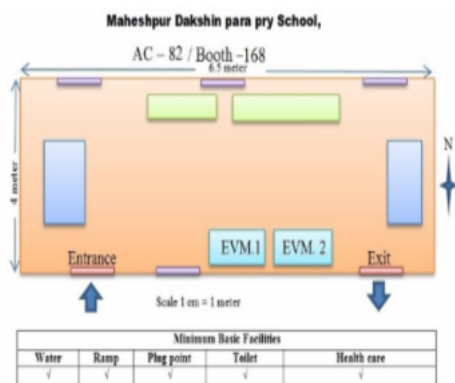 Maheshpur Dakshin para pry School,
AC – 82 / Booth –168
6.5 meter
4 meter
N
EVM.1 EVM. 2
Entrance Exit
Scale 1 cm = 1 meter
Minimum Basic Facilities
Water Ramp Plug point Toilet Health care
√ √ √ √ √